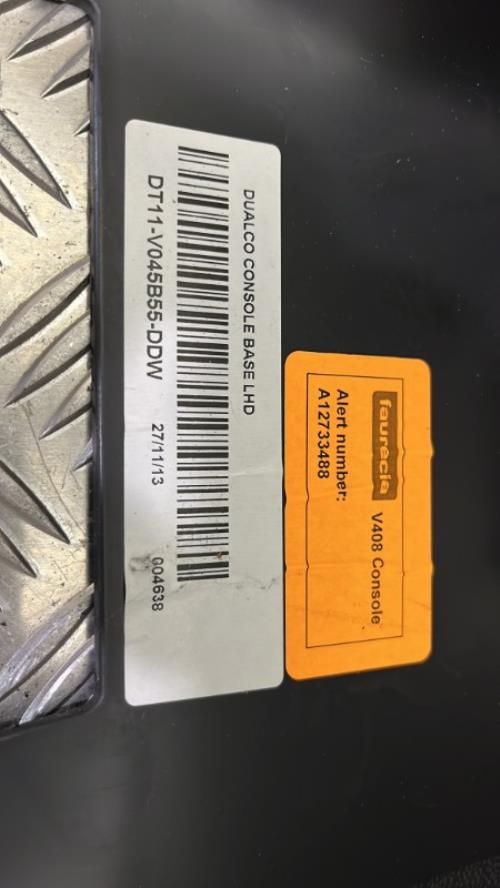 DUALCO CONSOLE BASE LHD
DT11-V045B55-DDW
27/11/13
004638
faurecia
V408 Console
Alert number:
A12733488